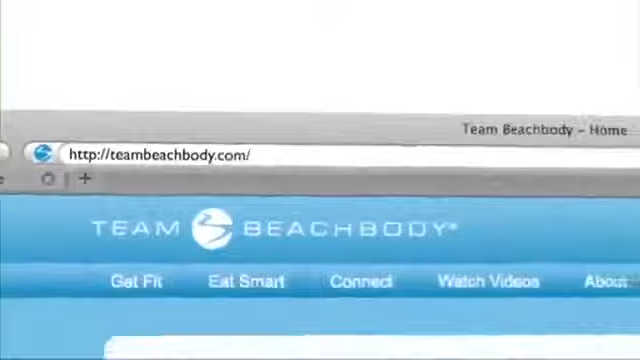 Team Beachbody – Home
http://teambeachbody.com/
TEAM BEACHBODY®
Get Fit Eat Smart Connect Watch Videos About